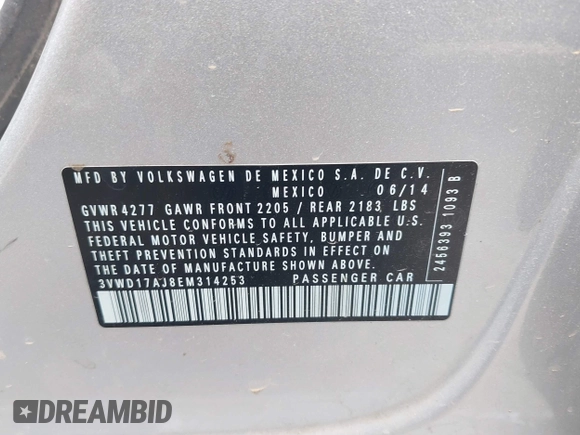 MFD BY VOLKSWAGEN DE MEXICO S.A. DE C.V.
MEXICO 06/14
GVWR 4277 GAWR FRONT 2205 / REAR 2183 LBS
THIS VEHICLE CONFORMS TO ALL APPLICABLE U.S.
FEDERAL MOTOR VEHICLE SAFETY, BUMPER AND
THEFT PREVENTION STANDARDS IN EFFECT ON
THE DATE OF MANUFACTURE SHOWN ABOVE.
3VWD17AJ8EM314253 PASSENGER CAR
2456393 1093 B
DREAMBID